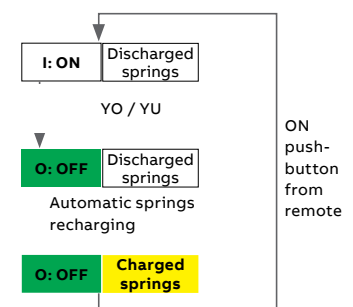 I: ON
Discharged
springs
YO / YU
ON
push-
button
from
remote
O: OFF
Discharged
springs
Automatic springs
recharging
O: OFF
Charged
springs